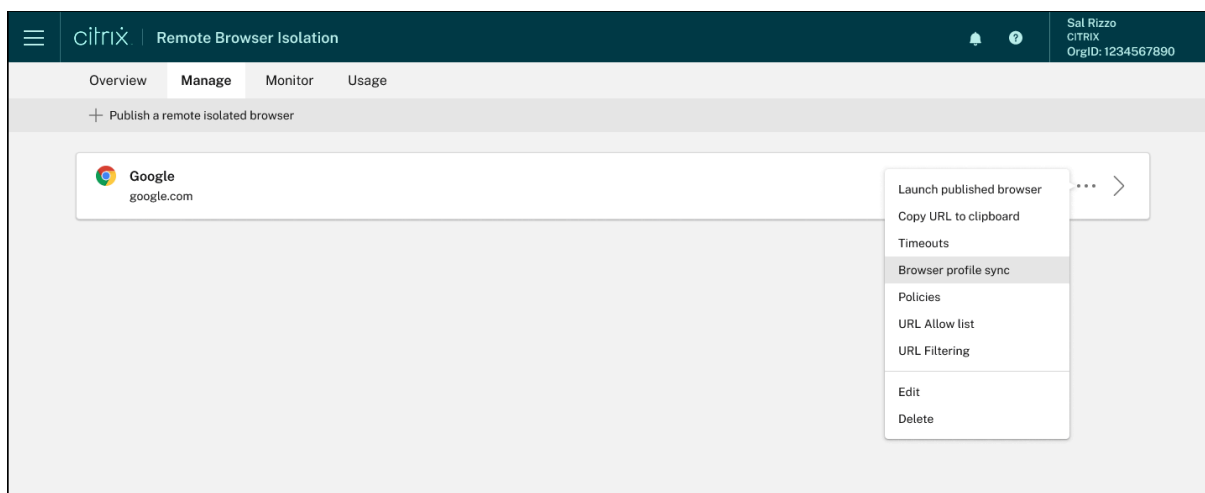 citrix | Remote Browser Isolation
Sal Rizzo
CITRIX
OrgID: 1234567890
Overview Manage Monitor Usage
+ Publish a remote isolated browser
Google
google.com
Launch published browser
Copy URL to clipboard
Timeouts
Browser profile sync
Policies
URL Allow list
URL Filtering
Edit
Delete